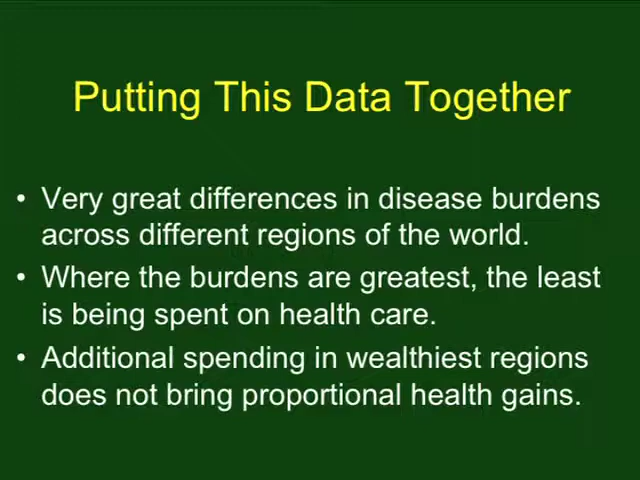 Putting This Data Together
• Very great differences in disease burdens
across different regions of the world.
• Where the burdens are greatest, the least
is being spent on health care.
• Additional spending in wealthiest regions
does not bring proportional health gains.